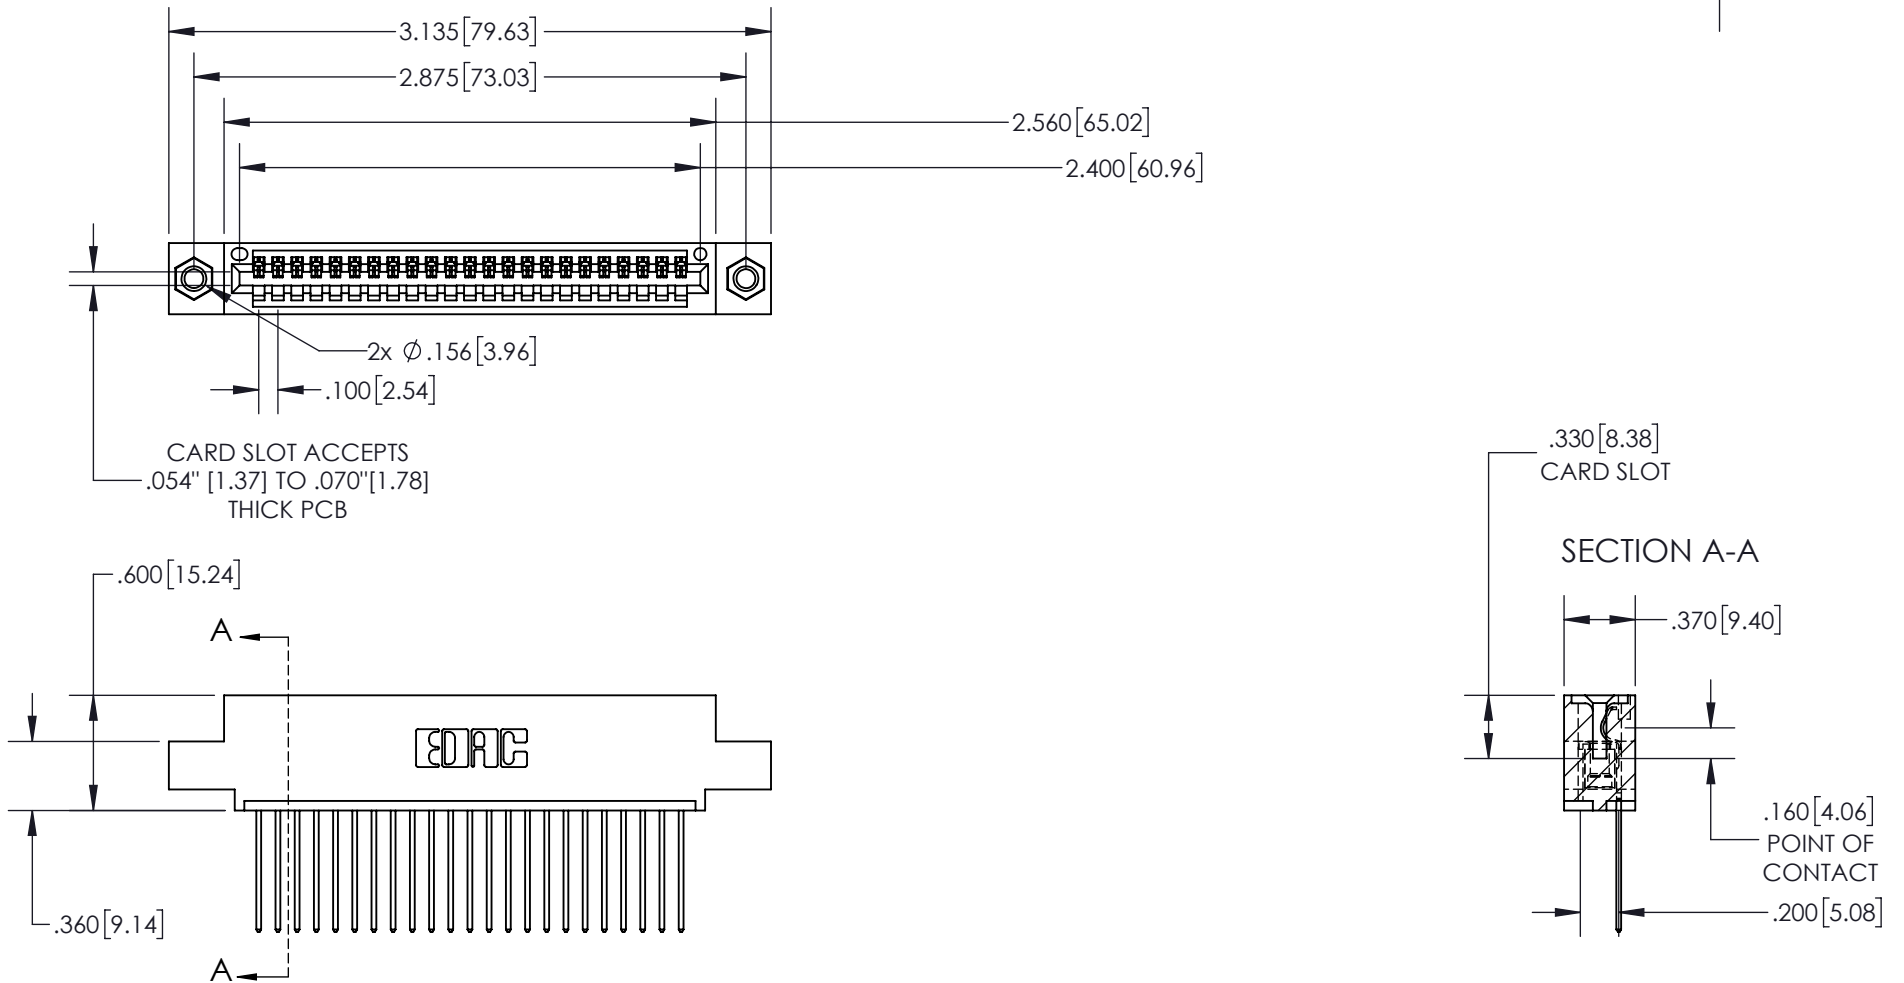 3.135[79.63]
2.875[73.03]
2.560[65.02]
2.400[60.96]
2x Ø.156[3.96]
.100[2.54]
CARD SLOT ACCEPTS
.054" [1.37] TO .070"[1.78]
THICK PCB
.330[8.38]
CARD SLOT
SECTION A-A
.600[15.24]
A
.370[9.40]
EDAC
.160[4.06]
POINT OF
CONTACT
.200[5.08]
.360[9.14]
A